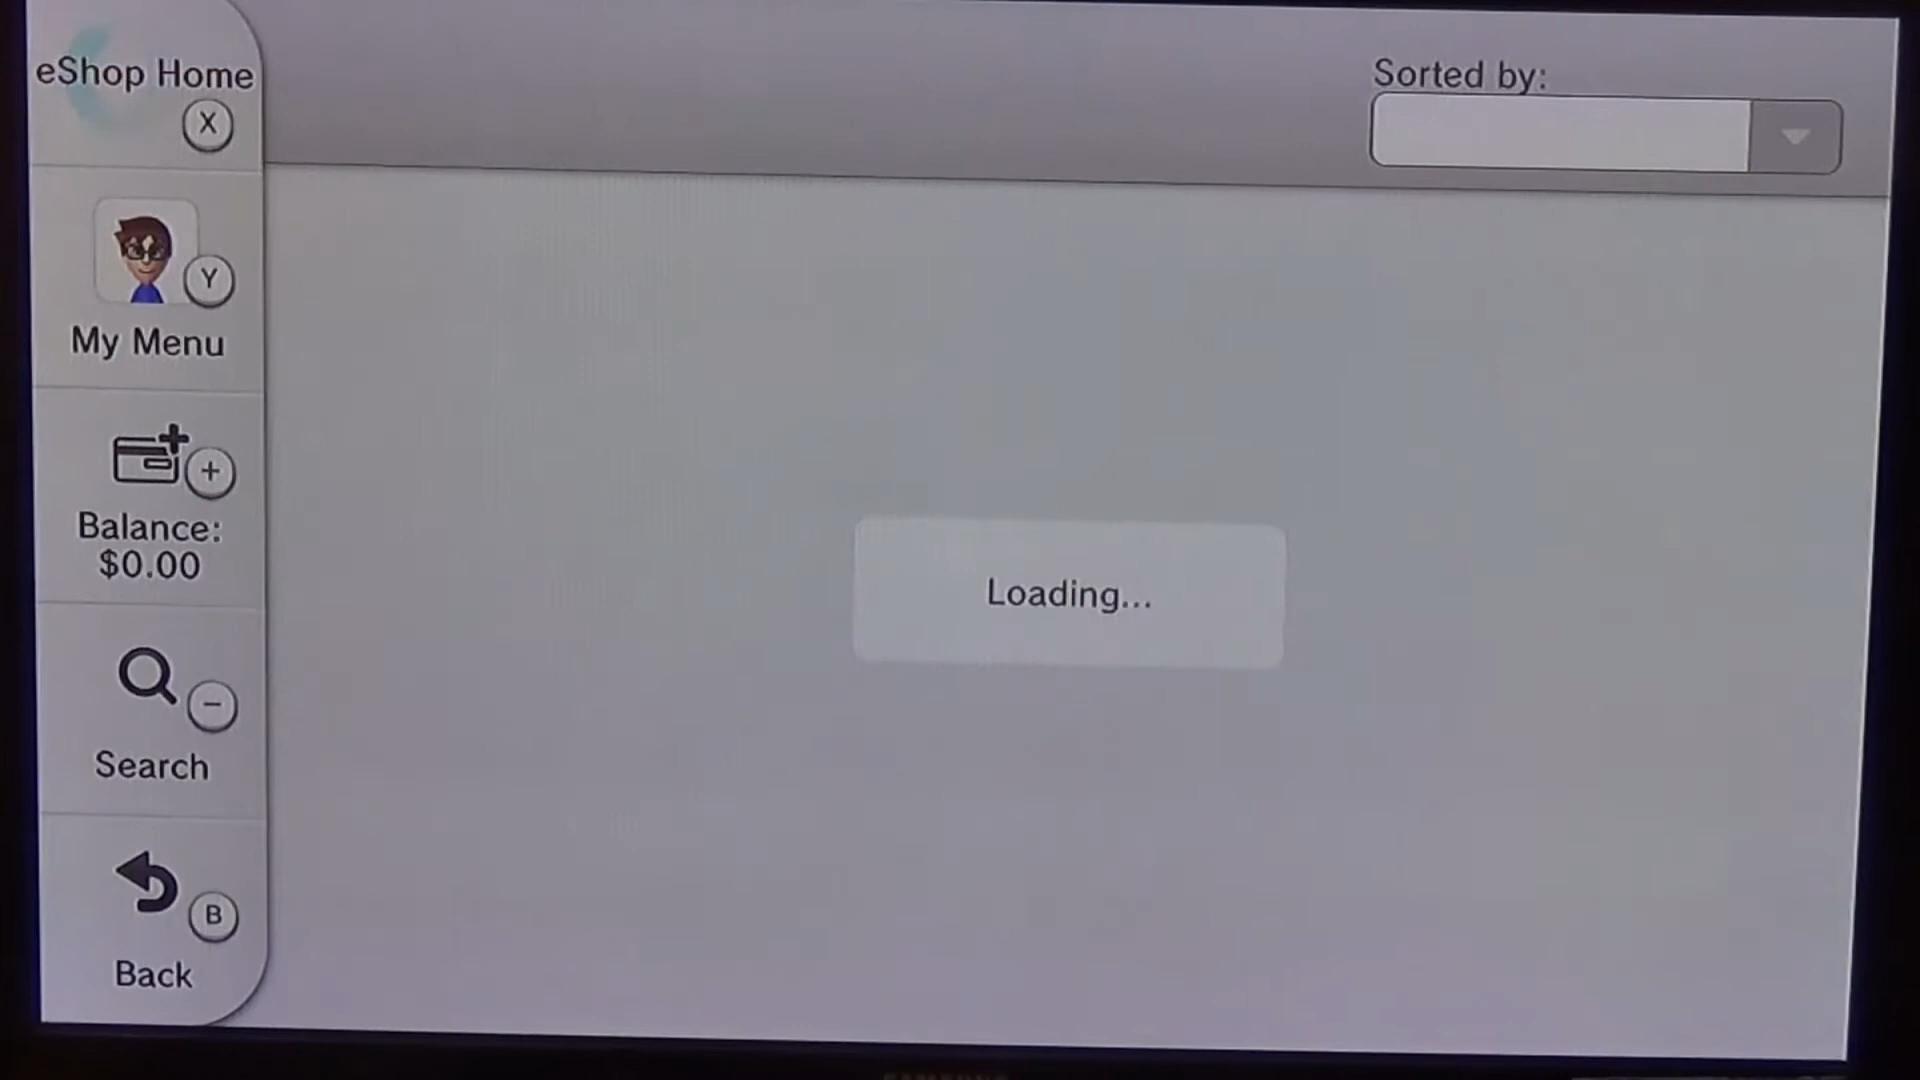 eShop Home
X
Sorted by:
Y
My Menu
+
Balance:
$0.00
Loading...
−
Search
B
Back